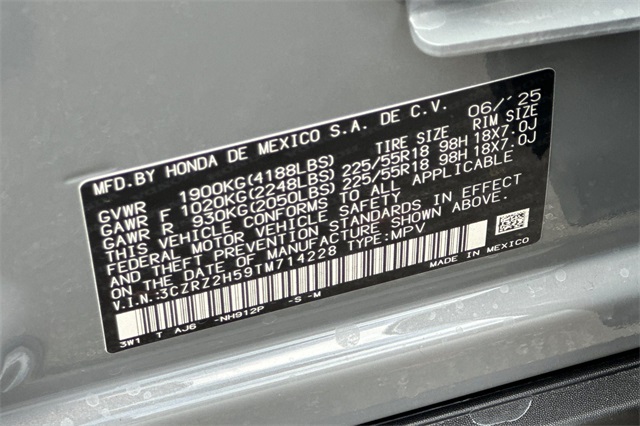 MFD. BY HONDA DE MEXICO S.A. DE C.V. 06/'25
GVWR 1900KG(4188LBS) TIRE SIZE RIM SIZE
GAWR F 1020KG(2248LBS) 225/55R18 98H 18X7.0J
GAWR R 930KG(2050LBS) 225/55R18 98H 18X7.0J
THIS VEHICLE CONFORMS TO ALL APPLICABLE
FEDERAL MOTOR VEHICLE SAFETY
AND THEFT PREVENTION STANDARDS IN EFFECT
ON THE DATE OF MANUFACTURE SHOWN ABOVE.
V.I.N.:3CZRZ2H59TM714228 TYPE:MPV
MADE IN MEXICO
3W1 T AJ6 -NH912P -S -M